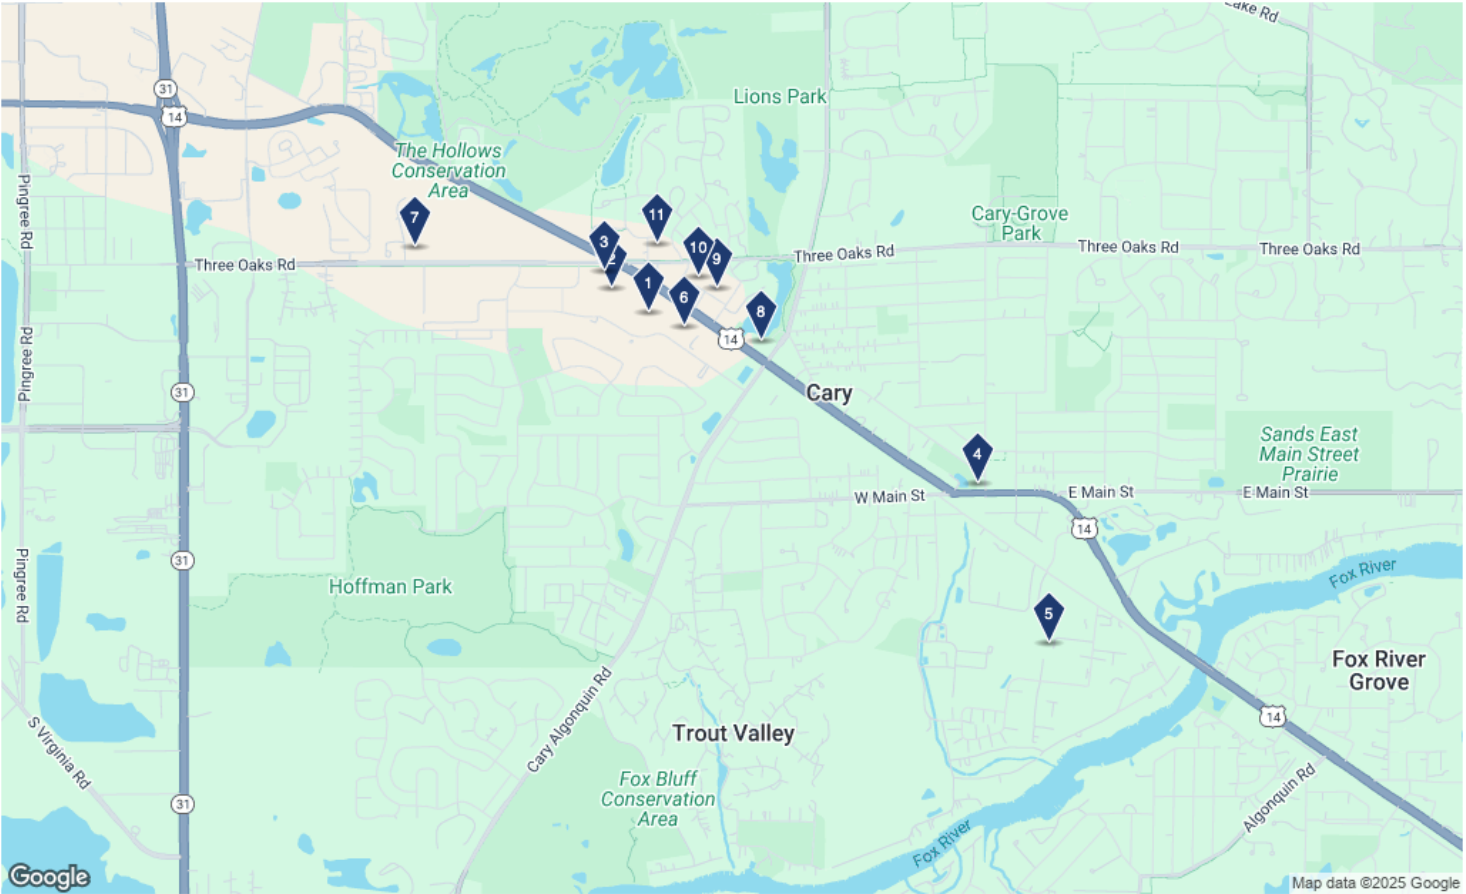 Lake Rd
31
14
Lions Park
The Hollows
Conservation
Area
Pingree Rd
7
11
Cary-Grove
Park
3
2
10
9
Three Oaks Rd
Three Oaks Rd
Three Oaks Rd
Three Oaks Rd
1
6
8
14
Pingree Rd
31
Cary
Sands East
Main Street
Prairie
4
W Main St
E Main St
E Main St
14
31
Pingree Rd
Hoffman Park
Fox River
5
Fox River
Grove
14
Cary Algonquin Rd
Trout Valley
S Virginia Rd
Fox Bluff
Conservation
Area
31
Algonquin Rd
Fox River
Google
Map data ©2025 Google